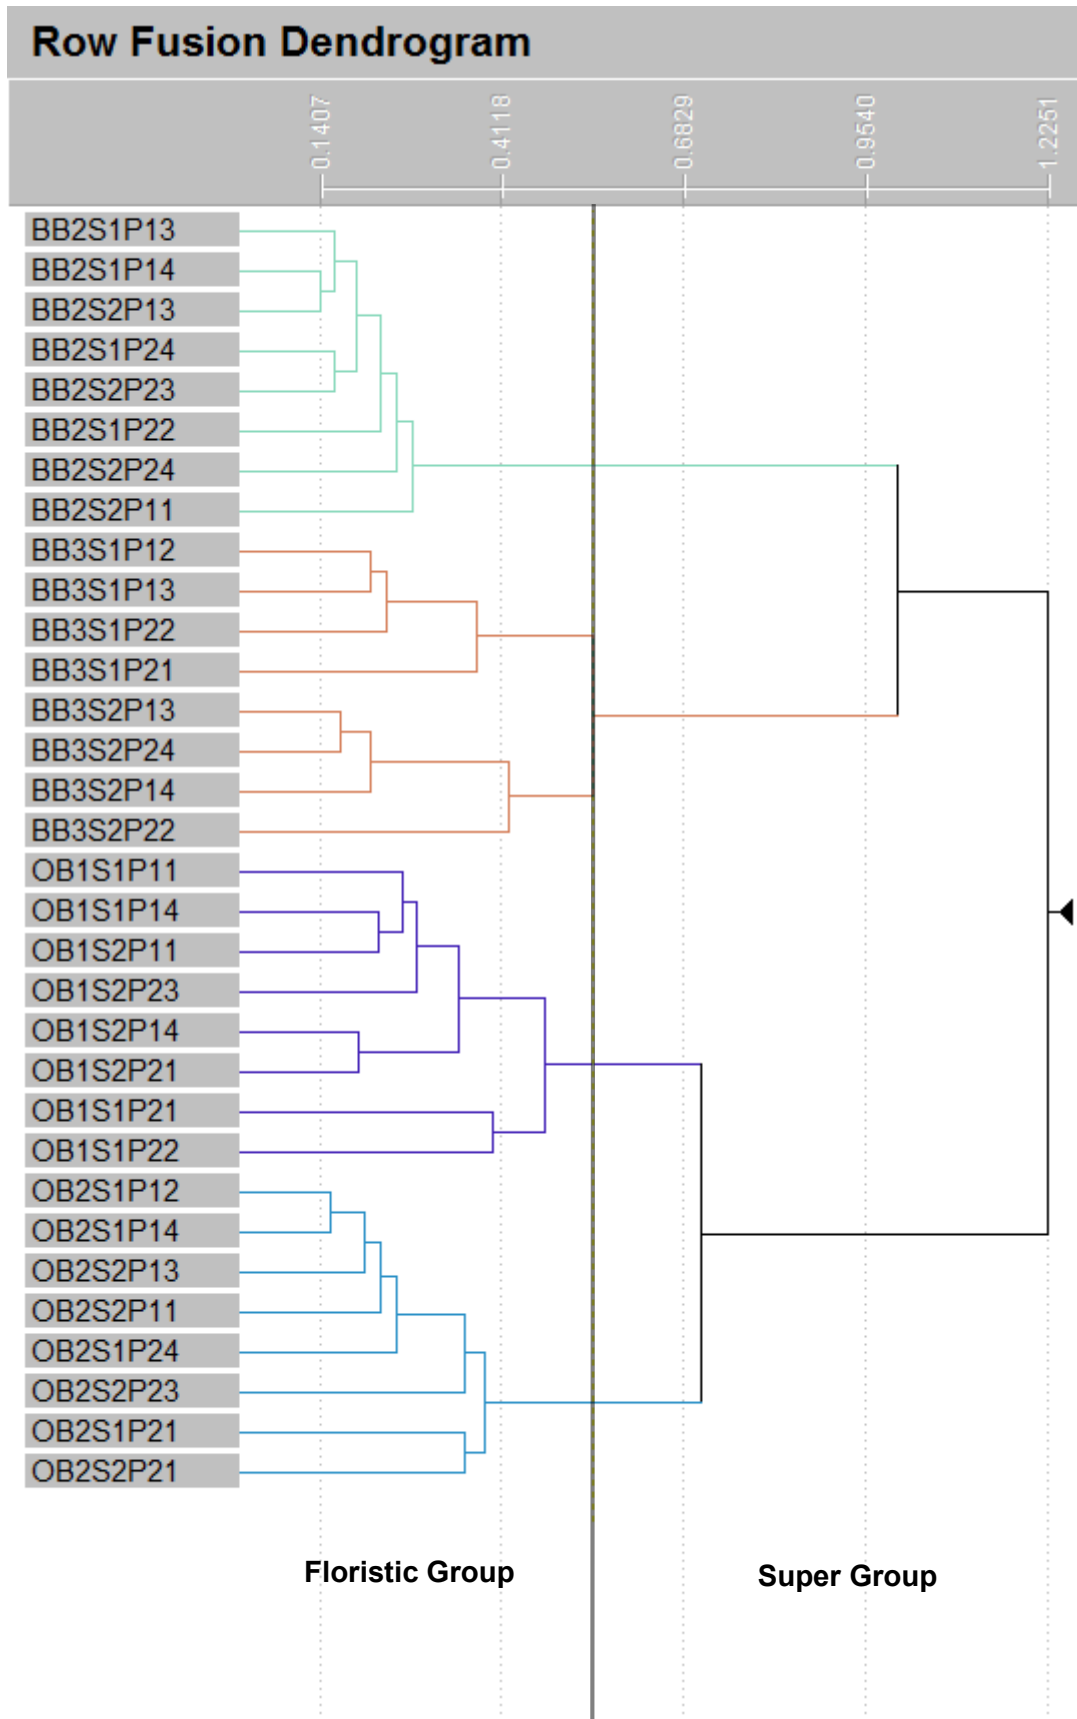 Row Fusion Dendrogram
0.1407
0.4118
0.6829
0.9540
1.2251
BB2S1P13
BB2S1P14
BB2S2P13
BB2S1P24
BB2S2P23
BB2S1P22
BB2S2P24
BB2S2P11
BB3S1P12
BB3S1P13
BB3S1P22
BB3S1P21
BB3S2P13
BB3S2P24
BB3S2P14
BB3S2P22
OB1S1P11
OB1S1P14
OB1S2P11
OB1S2P23
OB1S2P14
OB1S2P21
OB1S1P21
OB1S1P22
OB2S1P12
OB2S1P14
OB2S2P13
OB2S2P11
OB2S1P24
OB2S2P23
OB2S1P21
OB2S2P21
Floristic Group
Super Group